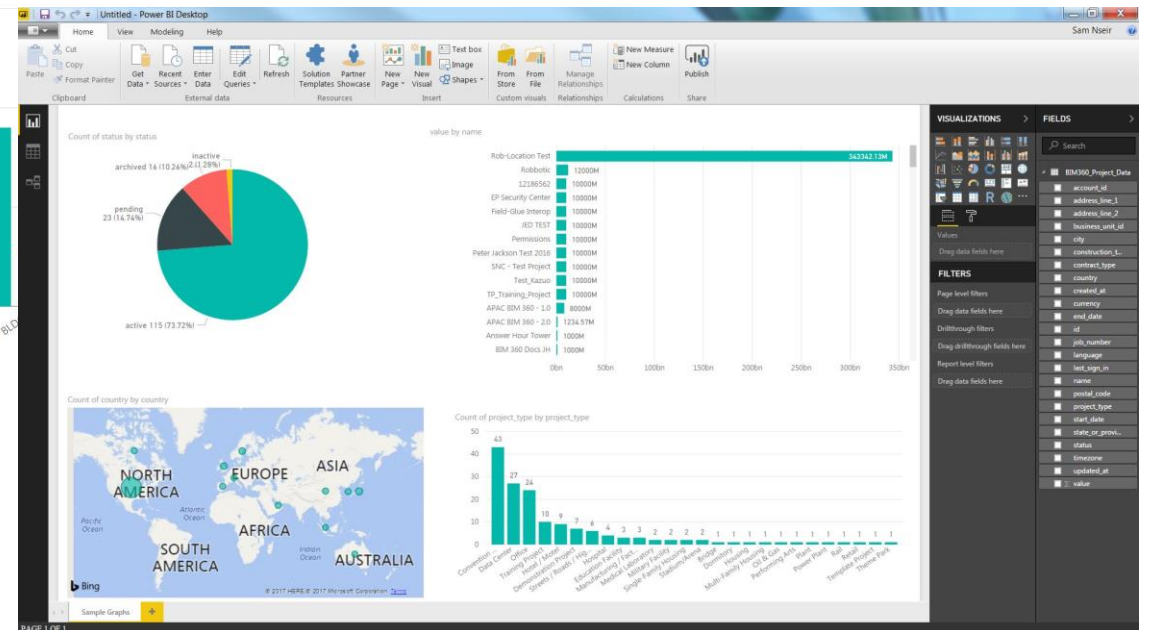 Untitled - Power BI Desktop
Home View Modeling Help
Sam Nseir
Paste
Cut
Copy
Format Painter
Get Data
Recent Sources
Enter Data
Edit Queries
Refresh
Solution Templates
Partner Showcase
New Page
New Visual
Text box
Image
Shapes
From Store
From File
Manage Relationships
New Measure
New Column
Publish
Clipboard
External data
Resources
Insert
Custom visuals
Relationships
Calculations
Share
Count of status by status
inactive
2 (1.28%)
archived 16 (10.26%)
pending
23 (14.74%)
active 115 (73.72%)
value by name
Rob-Location Test 343342.13M
Robbotic 12000M
12186562 10000M
EP Security Center 10000M
Field-Glue Interop 10000M
JED TEST 10000M
Permissions 10000M
Peter Jackson Test 2016 10000M
SNC - Test Project 10000M
Test_Kazuo 10000M
TP_Training_Project 10000M
APAC BIM 360 - 1.0 8000M
APAC BIM 360 - 2.0 1234.57M
Answer Hour Tower 1000M
BIM 360 Docs JH 1000M
0bn 50bn 100bn 150bn 200bn 250bn 300bn 350bn
BLD
Count of country by country
NORTH AMERICA
EUROPE
ASIA
Atlantic Ocean
Pacific Ocean
AFRICA
SOUTH AMERICA
Indian Ocean
AUSTRALIA
Bing
© 2017 HERE © 2017 Microsoft Corporation Terms
Count of project_type by project_type
50
40
30
20
10
0
43 27 24 10 9 7 6 4 3 3 2 2 2 2 1 1 1 1 1 1 1 1 1 1 1
Convention ...
Data Center
Office
Training Project
Hotel / Motel
Demonstration Project
Streets / Roads / Hig...
Hospital
Education Facility
Manufacturing / Fact...
Medical Laboratory
Military Facility
Single Family Housing
Stadium/Arena
Bridge
Dormitory
Housing
Multi-Family Housing
Oil & Gas
Performing Arts
Plant
Power Plant
Rail
Retail
Template Project
Theme Park
VISUALIZATIONS
R
Values
Drag data fields here
FILTERS
Page level filters
Drag data fields here
Drillthrough filters
Drag drillthrough fields here
Report level filters
Drag data fields here
FIELDS
Search
BIM360_Project_Data
account_id
address_line_1
address_line_2
business_unit_id
city
construction_t...
contract_type
country
created_at
currency
end_date
id
job_number
language
last_sign_in
name
postal_code
project_type
start_date
state_or_provi...
status
timezone
updated_at
Σ value
Sample Graphs +
PAGE 1 OF 1